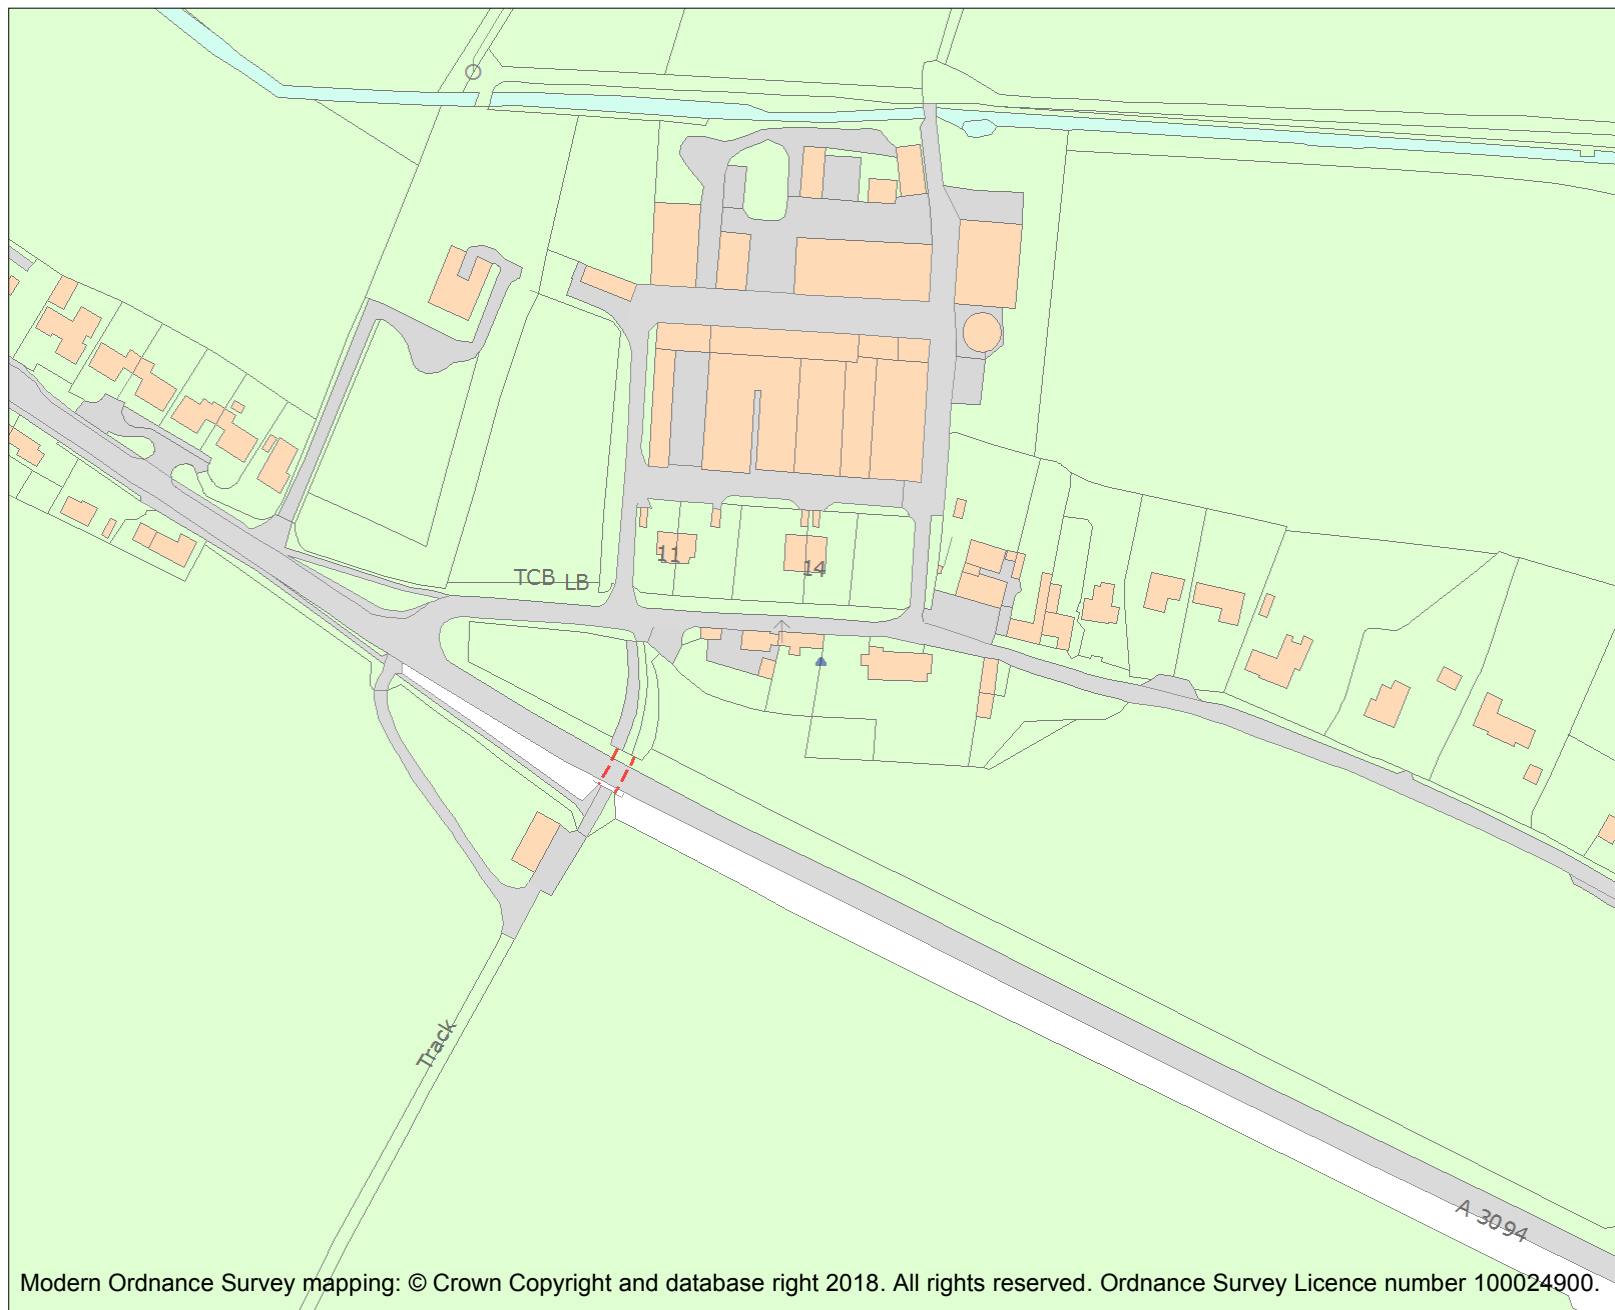 11
14
TCB LB
Track
A 3094
Modern Ordnance Survey mapping: © Crown Copyright and database right 2018. All rights reserved. Ordnance Survey Licence number 100024900.